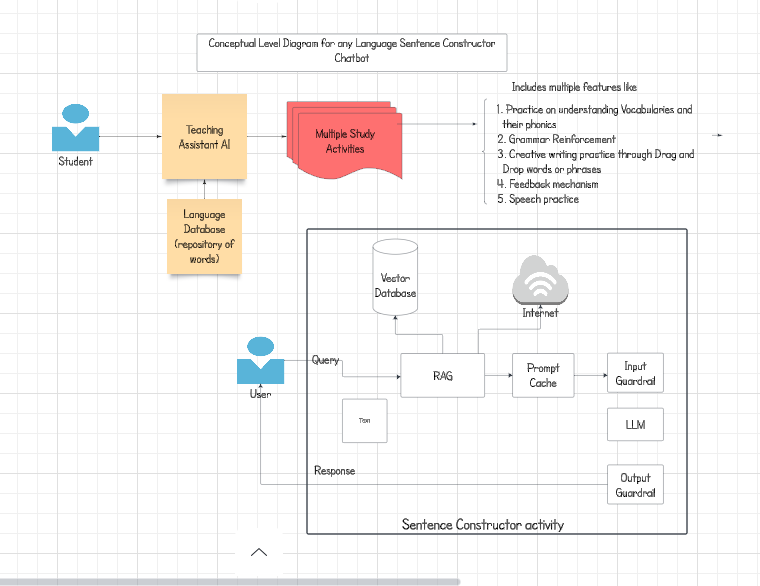 Conceptual Level Diagram for any Language Sentence Constructor
Chatbot
Includes multiple features like
1. Practice on understanding Vocabularies and
their phonics
2. Grammar Reinforcement
3. Creative writing practice through Drag and
Drop words or phrases
4. Feedback mechanism
5. Speech practice
Student
Teaching
Assistant AI
Multiple Study
Activities
Language
Database
(repository of
words)
Vector
Database
Internet
User
Query
RAG
Prompt
Cache
Input
Guardrail
Text
LLM
Response
Output
Guardrail
Sentence Constructor activity